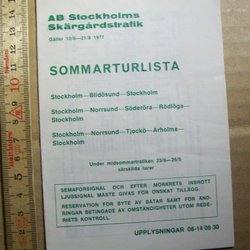 AB Stockholms
Skärgårdstrafik
Gäller 10/6—21/8 1977
SOMMARTURLISTA
Stockholm—Blidösund—Stockholm
Stockholm—Norrsund—Söderöra—Rödlöga—
Stockholm
Stockholm—Norrsund—Tjockö—Arholma—
Stockholm
Under midsommartrafiken 23/6—26/6
särskilda turer
SEMAFORSIGNAL OCH EFTER MÖRKRETS INBROTT
LJUSSIGNAL MÅSTE GIVAS FÖR ÖNSKAT TILLÄGG.
RESERVATION FÖR BYTE AV BÅTAR SAMT FÖR ÄND-
RINGAR BETINGADE AV OMSTÄNDIGHETER UTOM REDE-
RIETS KONTROLL.
UPPLYSNINGAR 08-14 08 30